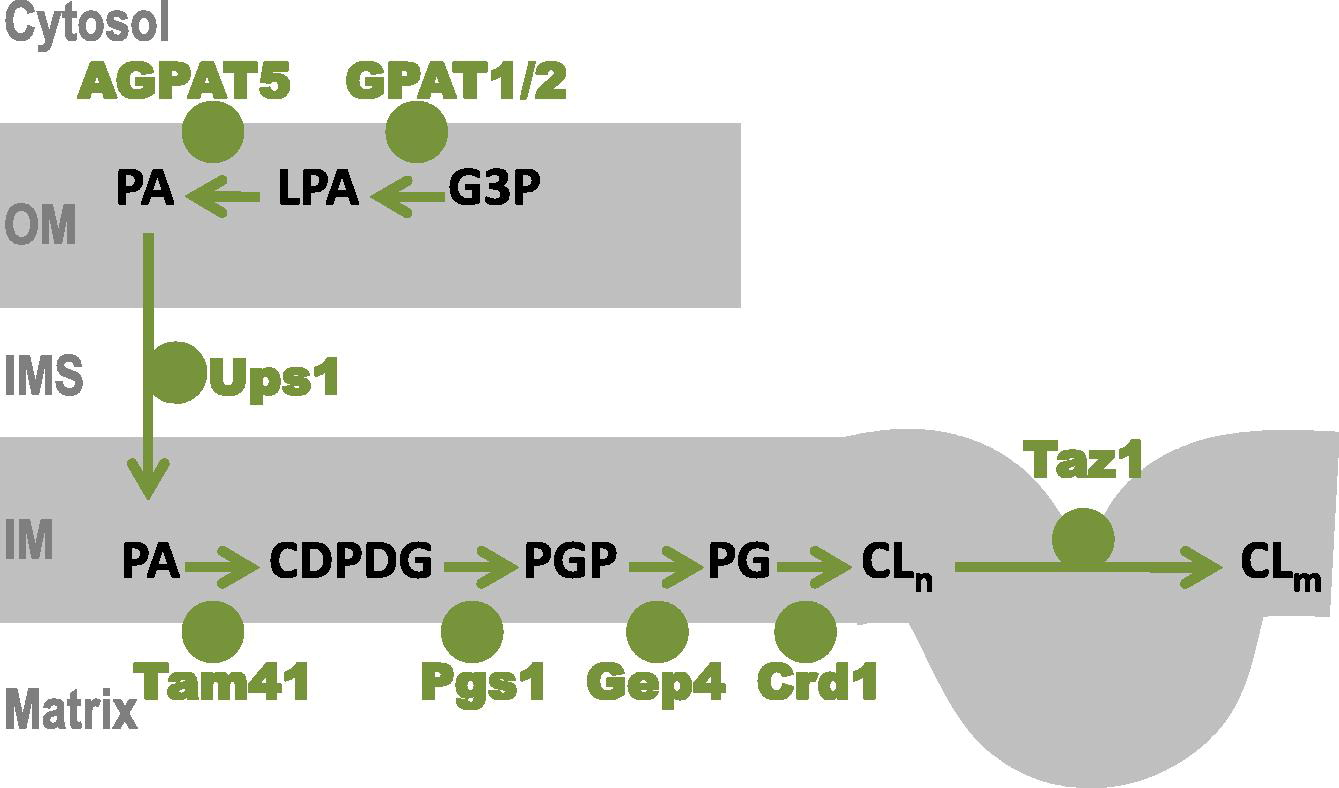 Cytosol
AGPAT5 GPAT1/2
PA LPA G3P
OM
IMS Ups1
Taz1
IM
PA CDPDG PGP PG CLn CLm
Tam41 Pgs1 Gep4 Crd1
Matrix